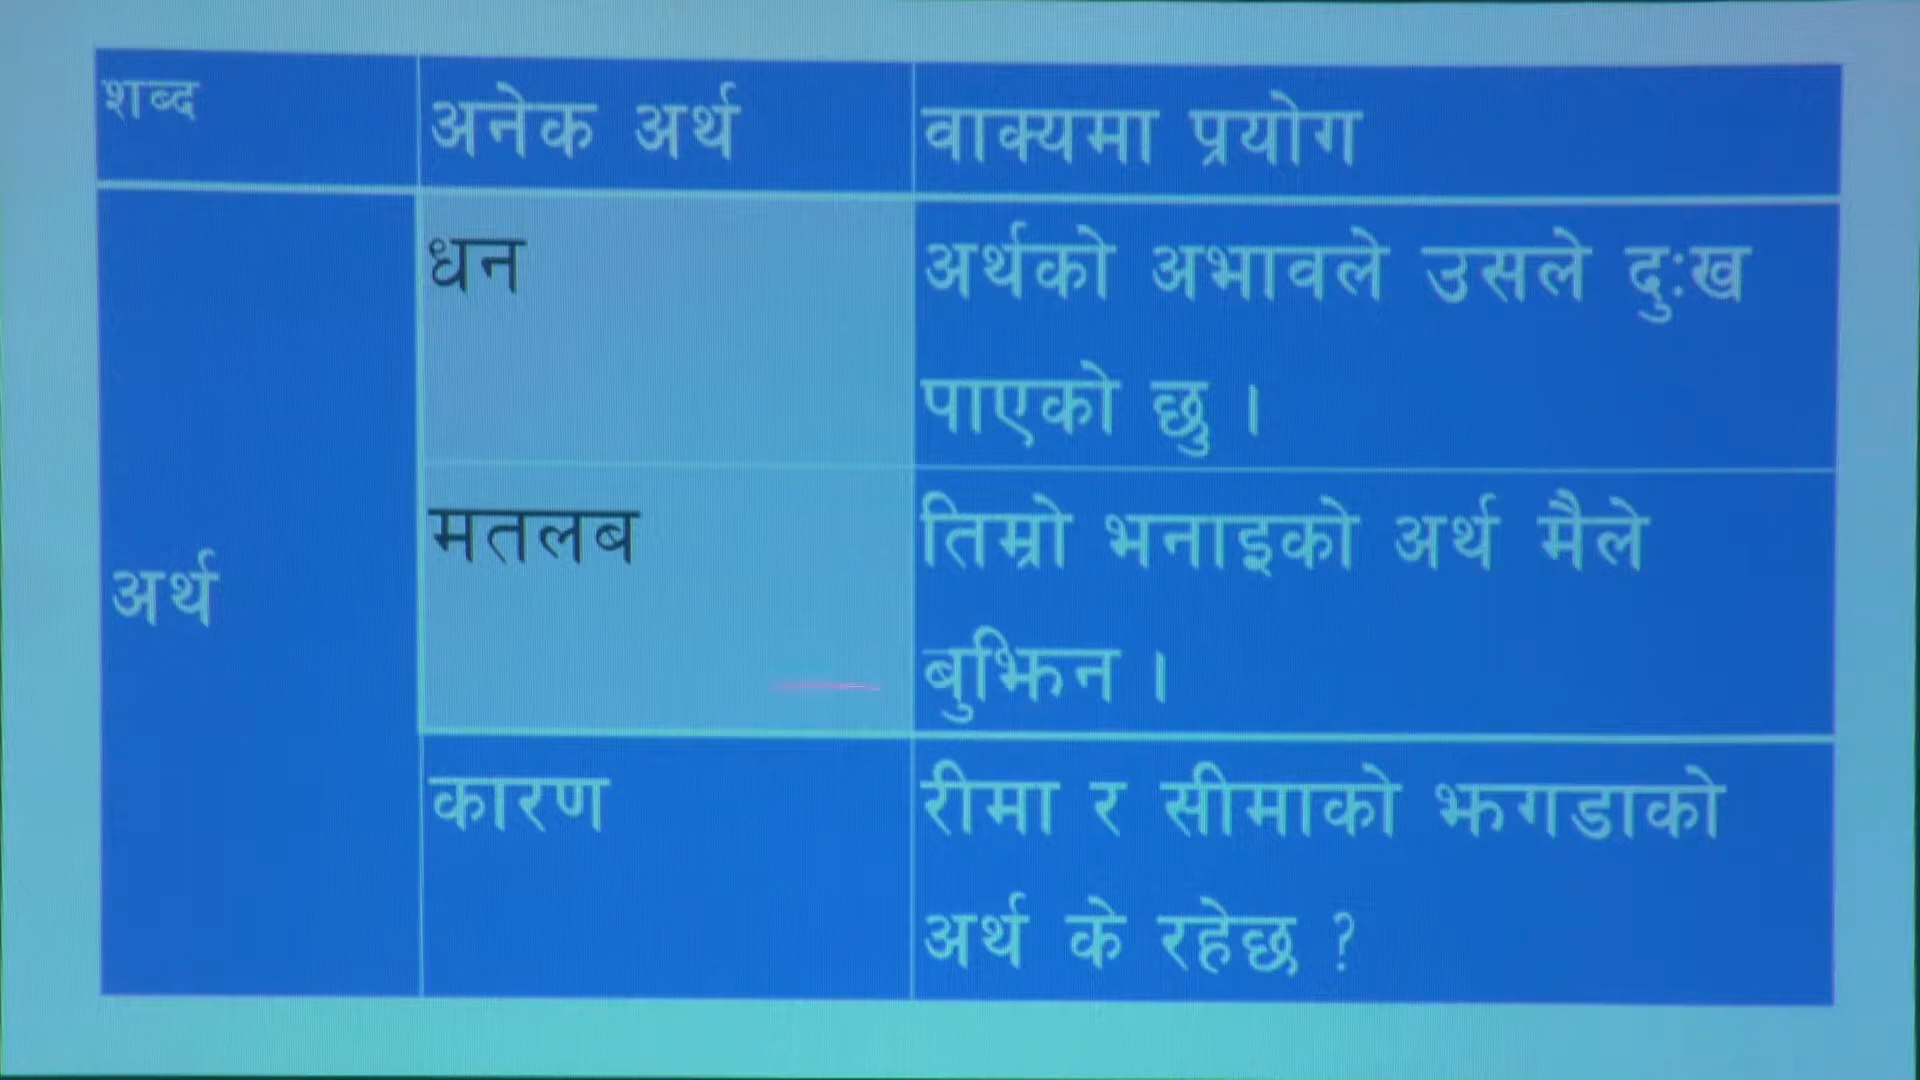 शब्द
अनेक अर्थ
वाक्यमा प्रयोग
अर्थ
धन
अर्थको अभावले उसले दुःख
पाएको छु ।
मतलब
तिम्रो भनाइको अर्थ मैले
बुझिन ।
कारण
रीमा र सीमाको झगडाको
अर्थ के रहेछ ?